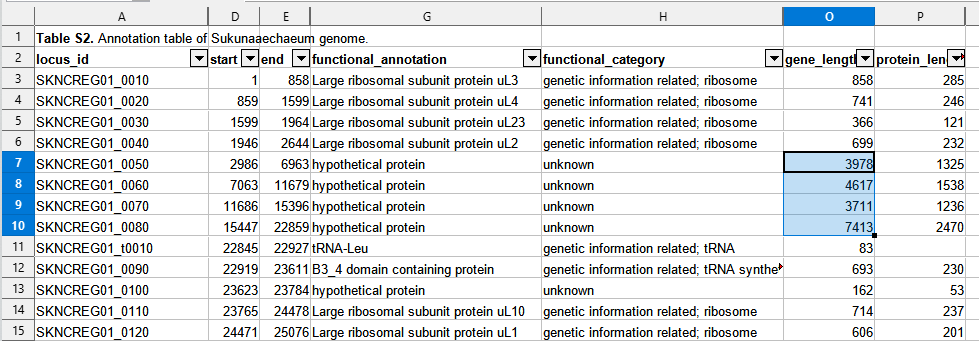 A D E G H O P
1 Table S2. Annotation table of Sukunaaechaeum genome.
2 locus_id start end functional_annotation functional_category gene_lengt protein_len
3 SKNCREG01_0010 1 858 Large ribosomal subunit protein uL3 genetic information related; ribosome 858 285
4 SKNCREG01_0020 859 1599 Large ribosomal subunit protein uL4 genetic information related; ribosome 741 246
5 SKNCREG01_0030 1599 1964 Large ribosomal subunit protein uL23 genetic information related; ribosome 366 121
6 SKNCREG01_0040 1946 2644 Large ribosomal subunit protein uL2 genetic information related; ribosome 699 232
7 SKNCREG01_0050 2986 6963 hypothetical protein unknown 3978 1325
8 SKNCREG01_0060 7063 11679 hypothetical protein unknown 4617 1538
9 SKNCREG01_0070 11686 15396 hypothetical protein unknown 3711 1236
10 SKNCREG01_0080 15447 22859 hypothetical protein unknown 7413 2470
11 SKNCREG01_t0010 22845 22927 tRNA-Leu genetic information related; tRNA 83
12 SKNCREG01_0090 22919 23611 B3_4 domain containing protein genetic information related; tRNA synthe 693 230
13 SKNCREG01_0100 23623 23784 hypothetical protein unknown 162 53
14 SKNCREG01_0110 23765 24478 Large ribosomal subunit protein uL10 genetic information related; ribosome 714 237
15 SKNCREG01_0120 24471 25076 Large ribosomal subunit protein uL1 genetic information related; ribosome 606 201